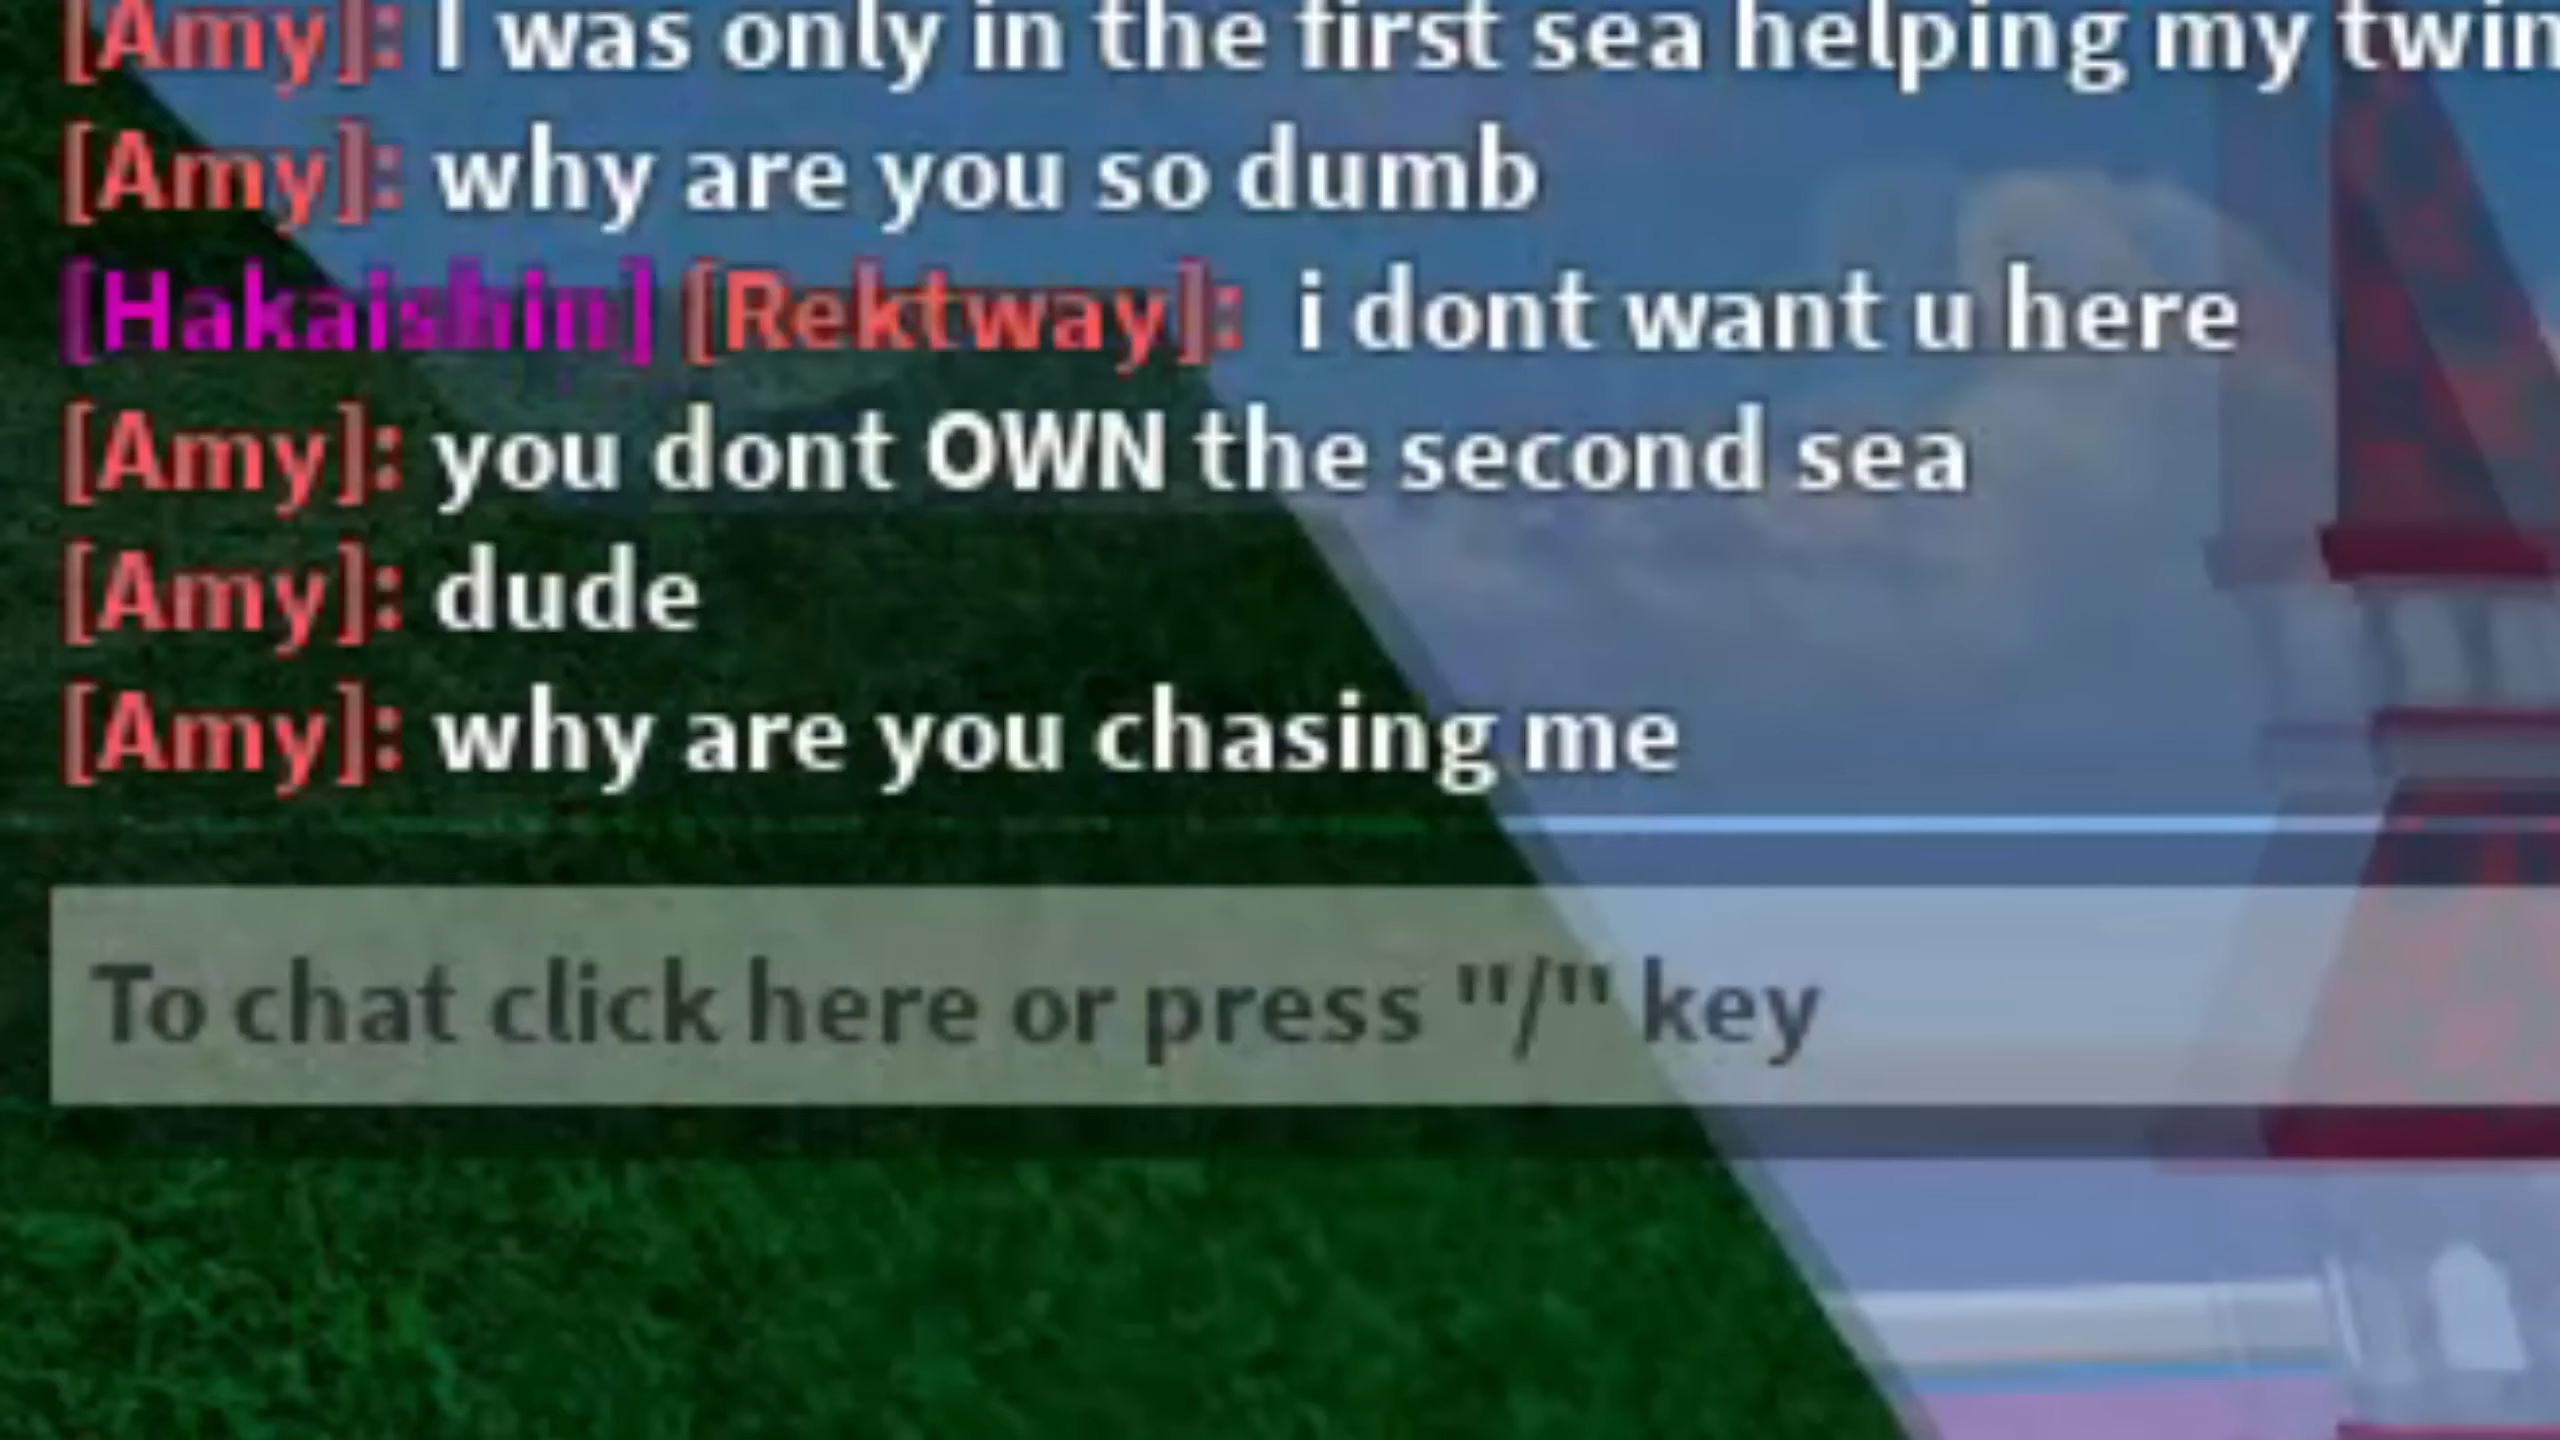 [Amy]: I was only in the first sea helping my twin
[Amy]: why are you so dumb
[Hakaishin] [Rektway]: i dont want u here
[Amy]: you dont OWN the second sea
[Amy]: dude
[Amy]: why are you chasing me
To chat click here or press "/" key